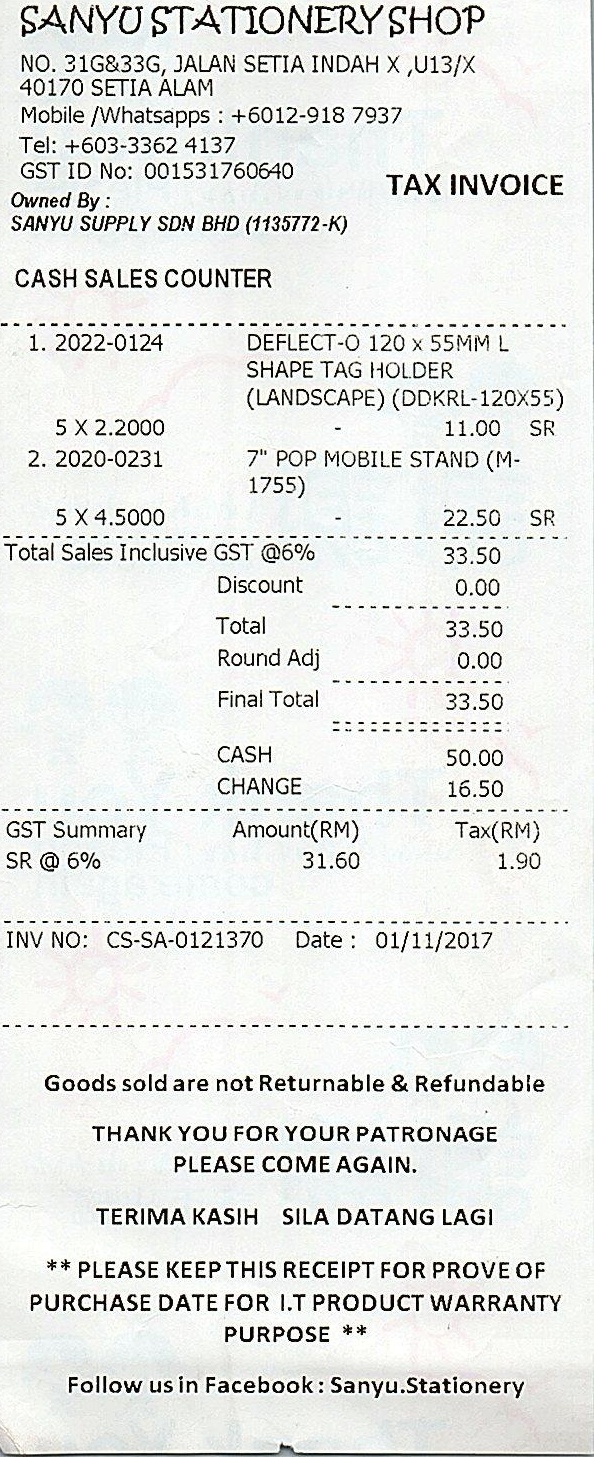 SANYU STATIONERY SHOP
NO. 31G&33G, JALAN SETIA INDAH X ,U13/X
40170 SETIA ALAM
Mobile /Whatsapps : +6012-918 7937
Tel: +603-3362 4137
GST ID No: 001531760640
TAX INVOICE
Owned By :
SANYU SUPPLY SDN BHD (1135772-K)
CASH SALES COUNTER
1. 2022-0124 DEFLECT-O 120 x 55MM L
SHAPE TAG HOLDER
(LANDSCAPE) (DDKRL-120X55)
5 X 2.2000 - 11.00 SR
2. 2020-0231 7" POP MOBILE STAND (M-
1755)
5 X 4.5000 - 22.50 SR
Total Sales Inclusive GST @6% 33.50
Discount 0.00
Total 33.50
Round Adj 0.00
Final Total 33.50
CASH 50.00
CHANGE 16.50
GST Summary Amount(RM) Tax(RM)
SR @ 6% 31.60 1.90
INV NO: CS-SA-0121370 Date : 01/11/2017
Goods sold are not Returnable & Refundable
THANK YOU FOR YOUR PATRONAGE
PLEASE COME AGAIN.
TERIMA KASIH SILA DATANG LAGI
** PLEASE KEEP THIS RECEIPT FOR PROVE OF
PURCHASE DATE FOR I.T PRODUCT WARRANTY
PURPOSE **
Follow us in Facebook : Sanyu.Stationery